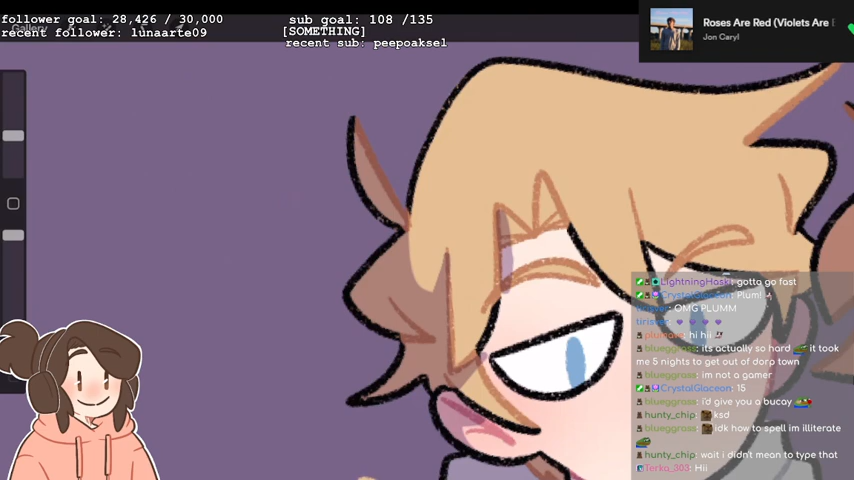 follower goal: 28,426 / 30,000
recent follower: lunaarte09
sub goal: 108 /135
[SOMETHING]
recent sub: peepoaksel
Gallery
Roses Are Red (Violets Are
Jon Caryl
LightningHask: gotta go fast
CrystalGlaceon: Plum!
OMG PLUMM
hi hii
blueggrass: its actually so hard it took
me 5 nights to get out of dorp town
blueggrass: im not a gamer
CrystalGlaceon: 15
blueggrass: i'd give you a bucay
hunty_chip: ksd
blueggrass: idk how to spell im illiterate
hunty_chip: wait i didn't mean to type that
Terka_303: Hii